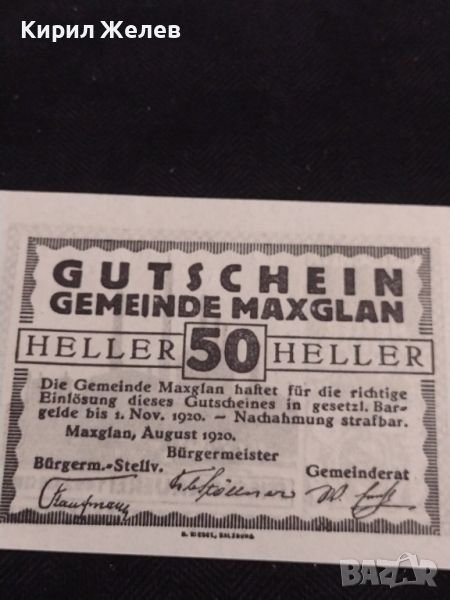 Кирил Желев
GUTSCHEIN
GEMEINDE MAXGLAN
HELLER 50 HELLER
Die Gemeinde Maxglan haftet für die richtige
Einlösung dieses Gutscheines in gesetzl. Bar-
gelde bis 1. Nov. 1920. – Nachahmung strafbar.
Maxglan, August 1920.
Bürgermeister
Bürgerm.-Stellv. Gemeinderat
BAZAR